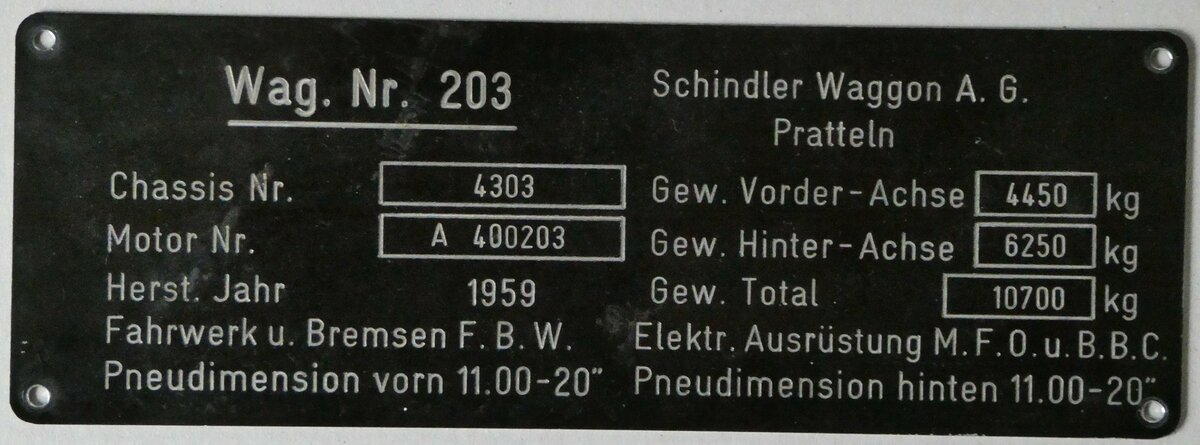 Wag. Nr. 203
Schindler Waggon A. G.
Pratteln
Chassis Nr. 4303
Motor Nr. A 400203
Herst. Jahr 1959
Fahrwerk u. Bremsen F. B. W.
Pneudimension vorn 11.00-20"
Gew. Vorder-Achse 4450 kg
Gew. Hinter-Achse 6250 kg
Gew. Total 10700 kg
Elektr. Ausrüstung M. F. O. u. B. B. C.
Pneudimension hinten 11.00-20"